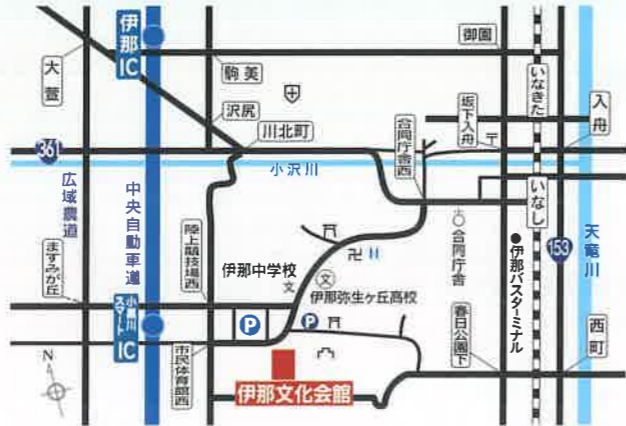 伊那IC
御園
大萱
駒美
いなきた
沢尻
坂下入舟
入舟
川北町
合同庁舎西
〒
361
小沢川
いなし
広域農道
中央自動車道
陸上競技場西
卍
合同庁舎
●伊那バスターミナル
153
天竜川
伊那中学校
文
文
ますみが丘
伊那弥生ヶ丘高校
小黒川スマートIC
P
P
春日公園下
西町
N
市民体育館西
伊那文化会館